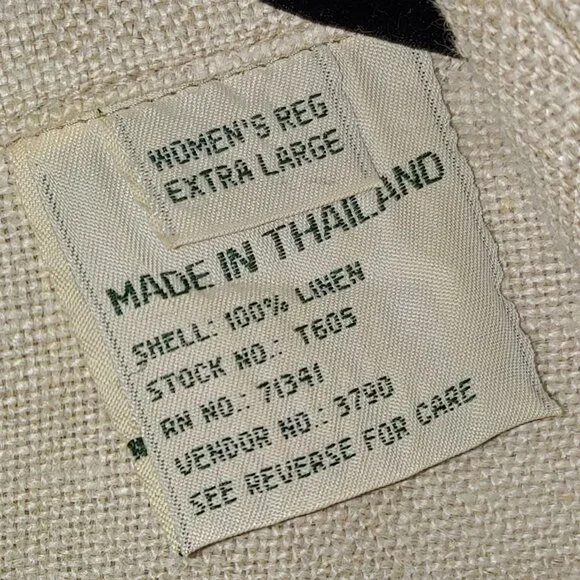 WOMEN'S REG
EXTRA LARGE
MADE IN THAILAND
SHELL: 100% LINEN
STOCK NO.: T605
RN NO.: 71341
VENDOR NO.: 3790
SEE REVERSE FOR CARE